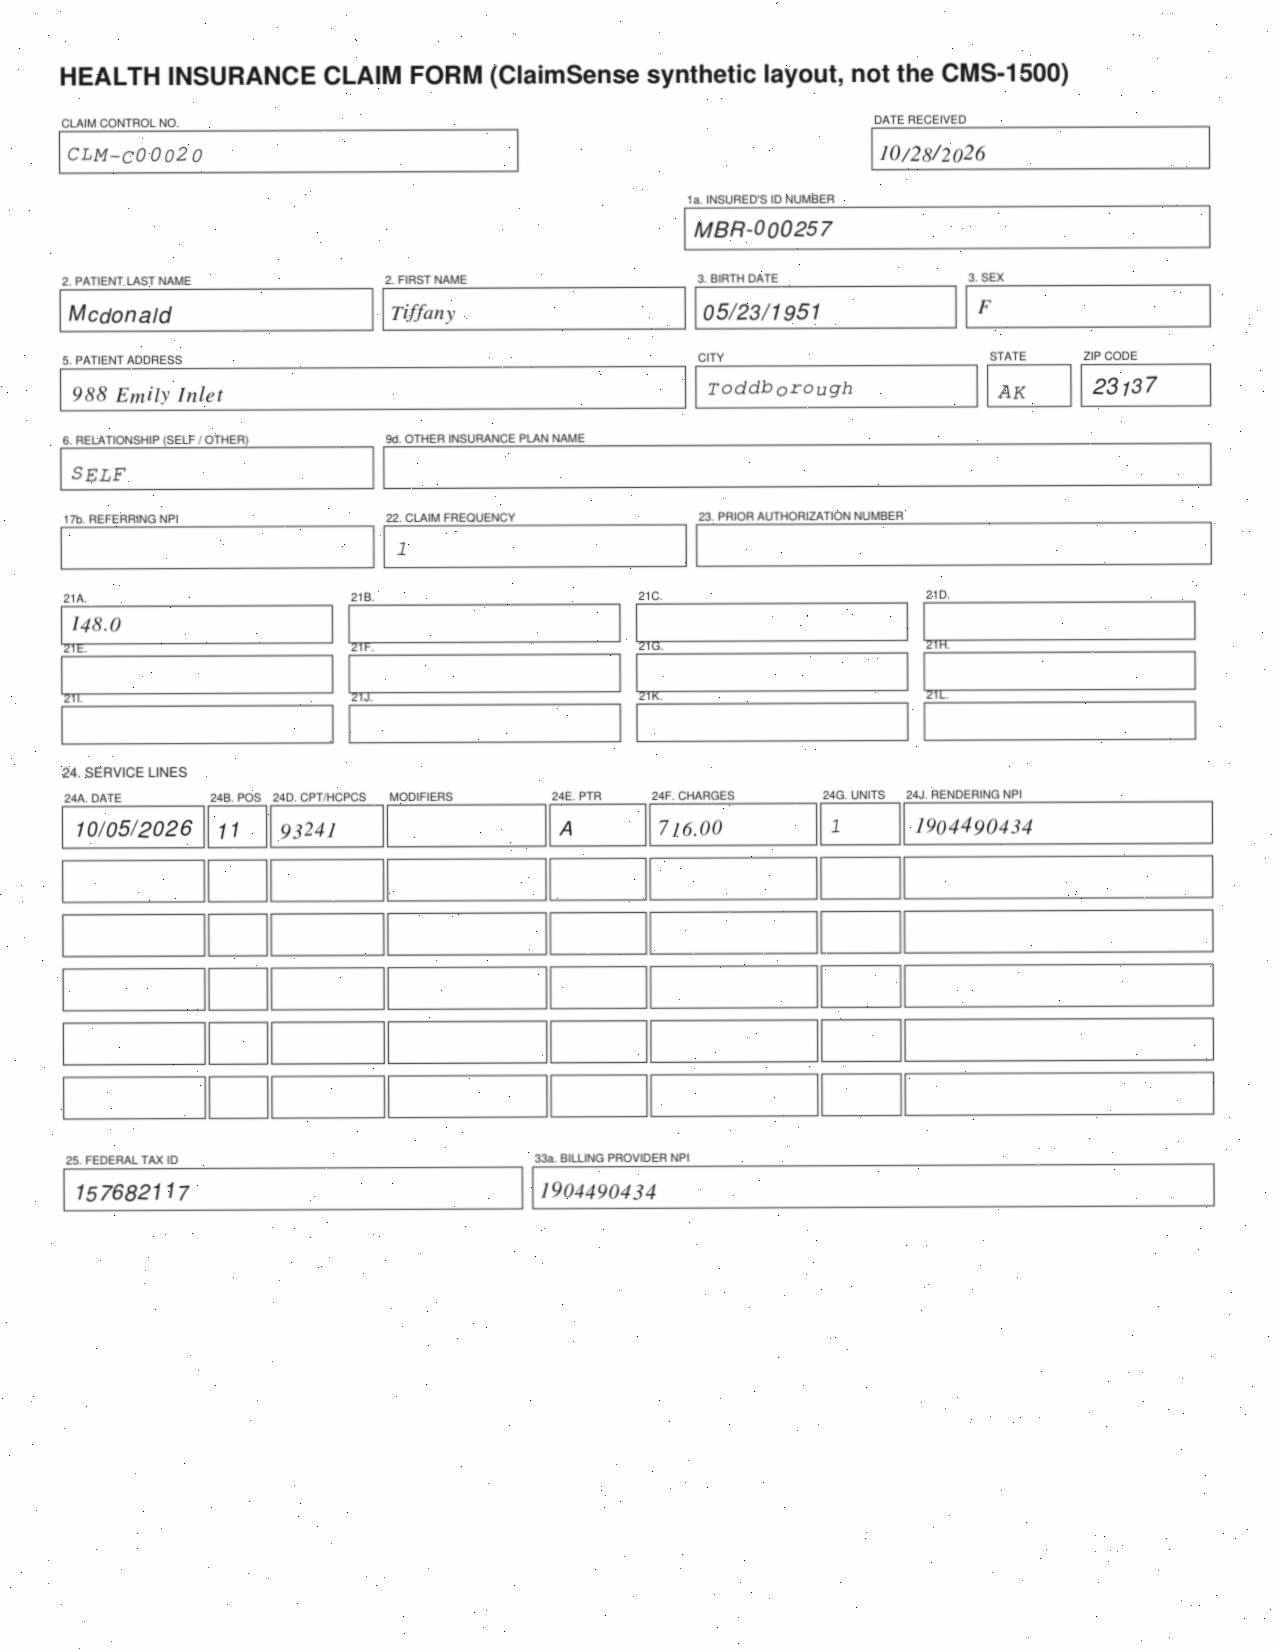 HEALTH INSURANCE CLAIM FORM (ClaimSense synthetic layout, not the CMS-1500)
CLAIM CONTROL NO. DATE RECEIVED
CLM-C00020 10/28/2026
1a. INSURED'S ID NUMBER
MBR-000257
2. PATIENT LAST NAME 2. FIRST NAME 3. BIRTH DATE 3. SEX
Mcdonald Tiffany 05/23/1951 F
5. PATIENT ADDRESS CITY STATE ZIP CODE
988 Emily Inlet Toddborough AK 23137
6. RELATIONSHIP (SELF / OTHER) 9d. OTHER INSURANCE PLAN NAME
SELF
17b. REFERRING NPI 22. CLAIM FREQUENCY 23. PRIOR AUTHORIZATION NUMBER
1
21A. 21B. 21C. 21D.
I48.0
21E. 21F. 21G. 21H.
21I. 21J. 21K. 21L.
24. SERVICE LINES
24A. DATE 24B. POS 24D. CPT/HCPCS MODIFIERS 24E. PTR 24F. CHARGES 24G. UNITS 24J. RENDERING NPI
10/05/2026 11 93241 A 716.00 1 1904490434
25. FEDERAL TAX ID 33a. BILLING PROVIDER NPI
157682117 1904490434